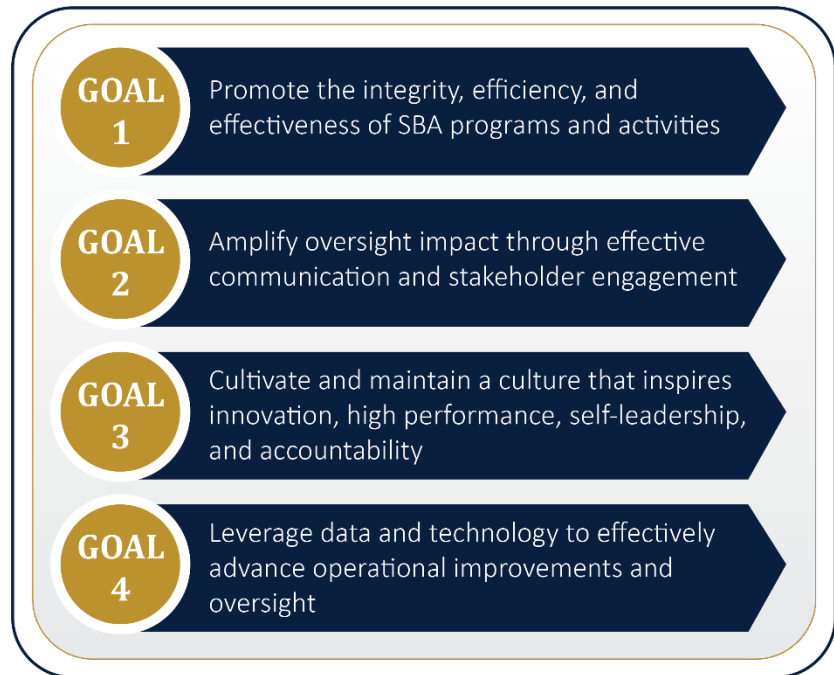 GOAL
1
Promote the integrity, efficiency, and
effectiveness of SBA programs and activities
GOAL
2
Amplify oversight impact through effective
communication and stakeholder engagement
GOAL
3
Cultivate and maintain a culture that inspires
innovation, high performance, self-leadership,
and accountability
GOAL
4
Leverage data and technology to effectively
advance operational improvements and
oversight